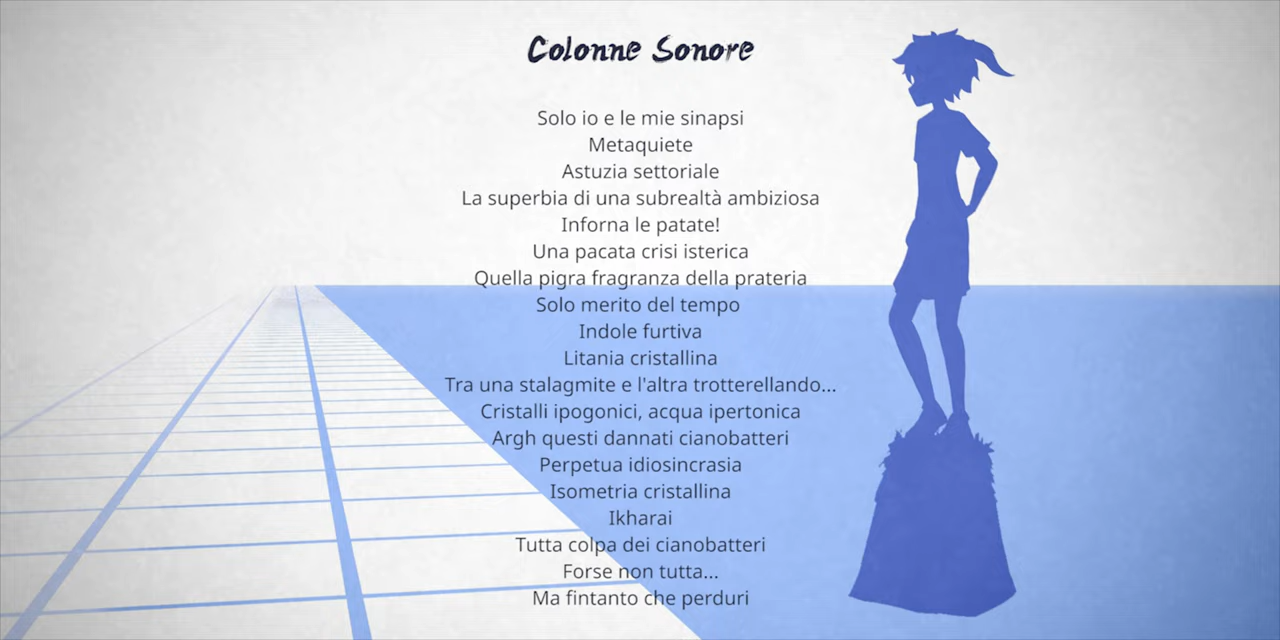 Colonne Sonore
Solo io e le mie sinapsi
Metaquiete
Astuzia settoriale
La superbia di una subrealtà ambiziosa
Inforna le patate!
Una pacata crisi isterica
Quella pigra fragranza della prateria
Solo merito del tempo
Indole furtiva
Litania cristallina
Tra una stalagmite e l'altra trotterellando...
Cristalli ipogonici, acqua ipertonica
Argh questi dannati cianobatteri
Perpetua idiosincrasia
Isometria cristallina
Ikharai
Tutta colpa dei cianobatteri
Forse non tutta...
Ma fintanto che perduri